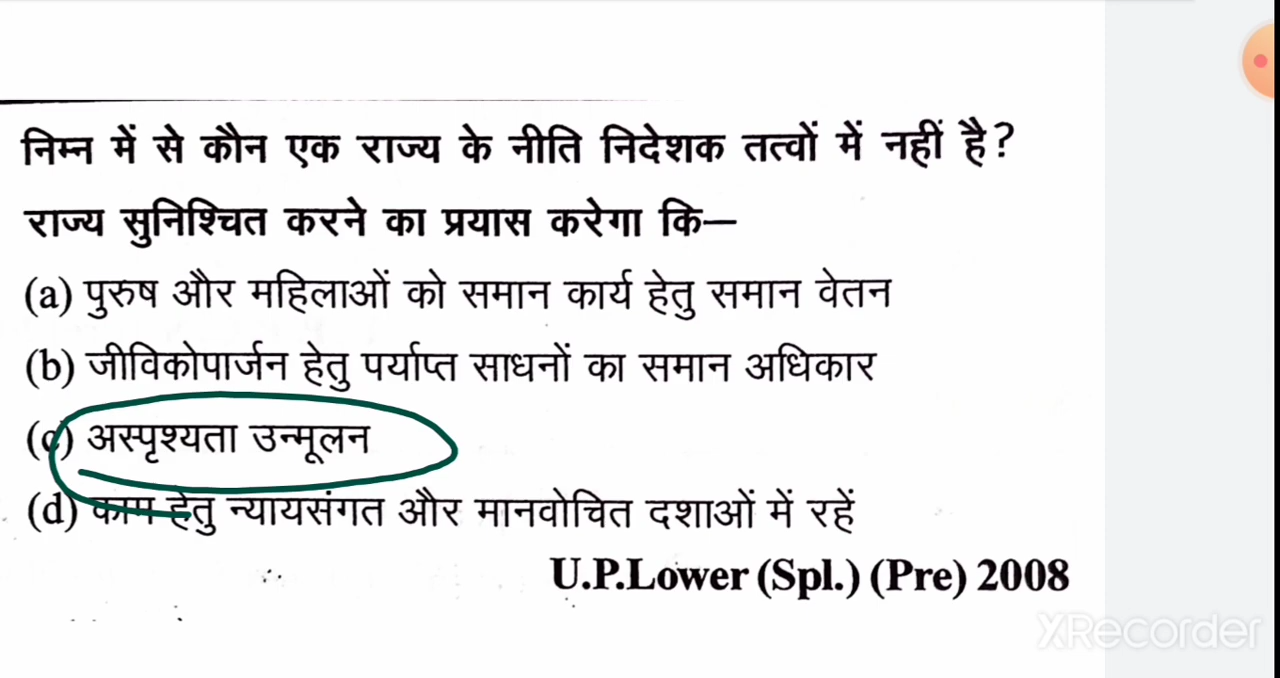 निम्न में से कौन एक राज्य के नीति निदेशक तत्वों में नहीं है?
राज्य सुनिश्चित करने का प्रयास करेगा कि—
(a) पुरुष और महिलाओं को समान कार्य हेतु समान वेतन
(b) जीविकोपार्जन हेतु पर्याप्त साधनों का समान अधिकार
(c) अस्पृश्यता उन्मूलन
(d) काम हेतु न्यायसंगत और मानवोचित दशाओं में रहें
U.P.Lower (Spl.) (Pre) 2008
XRecorder